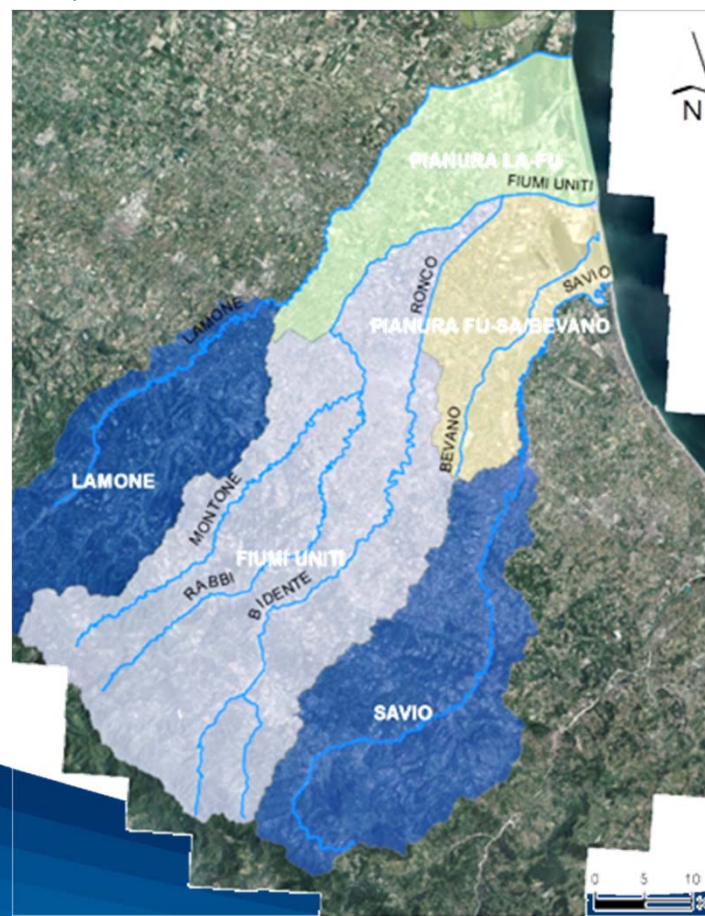 N
PIANURA LA-FU
FIUMI UNITI
RONCO
SAVIO
LAMONE
PIANURA FU-SA/BEVANO
BEVANO
LAMONE
MONTONE
FIUMI UNITI
RABBI
BIDENTE
SAVIO
0 5 10